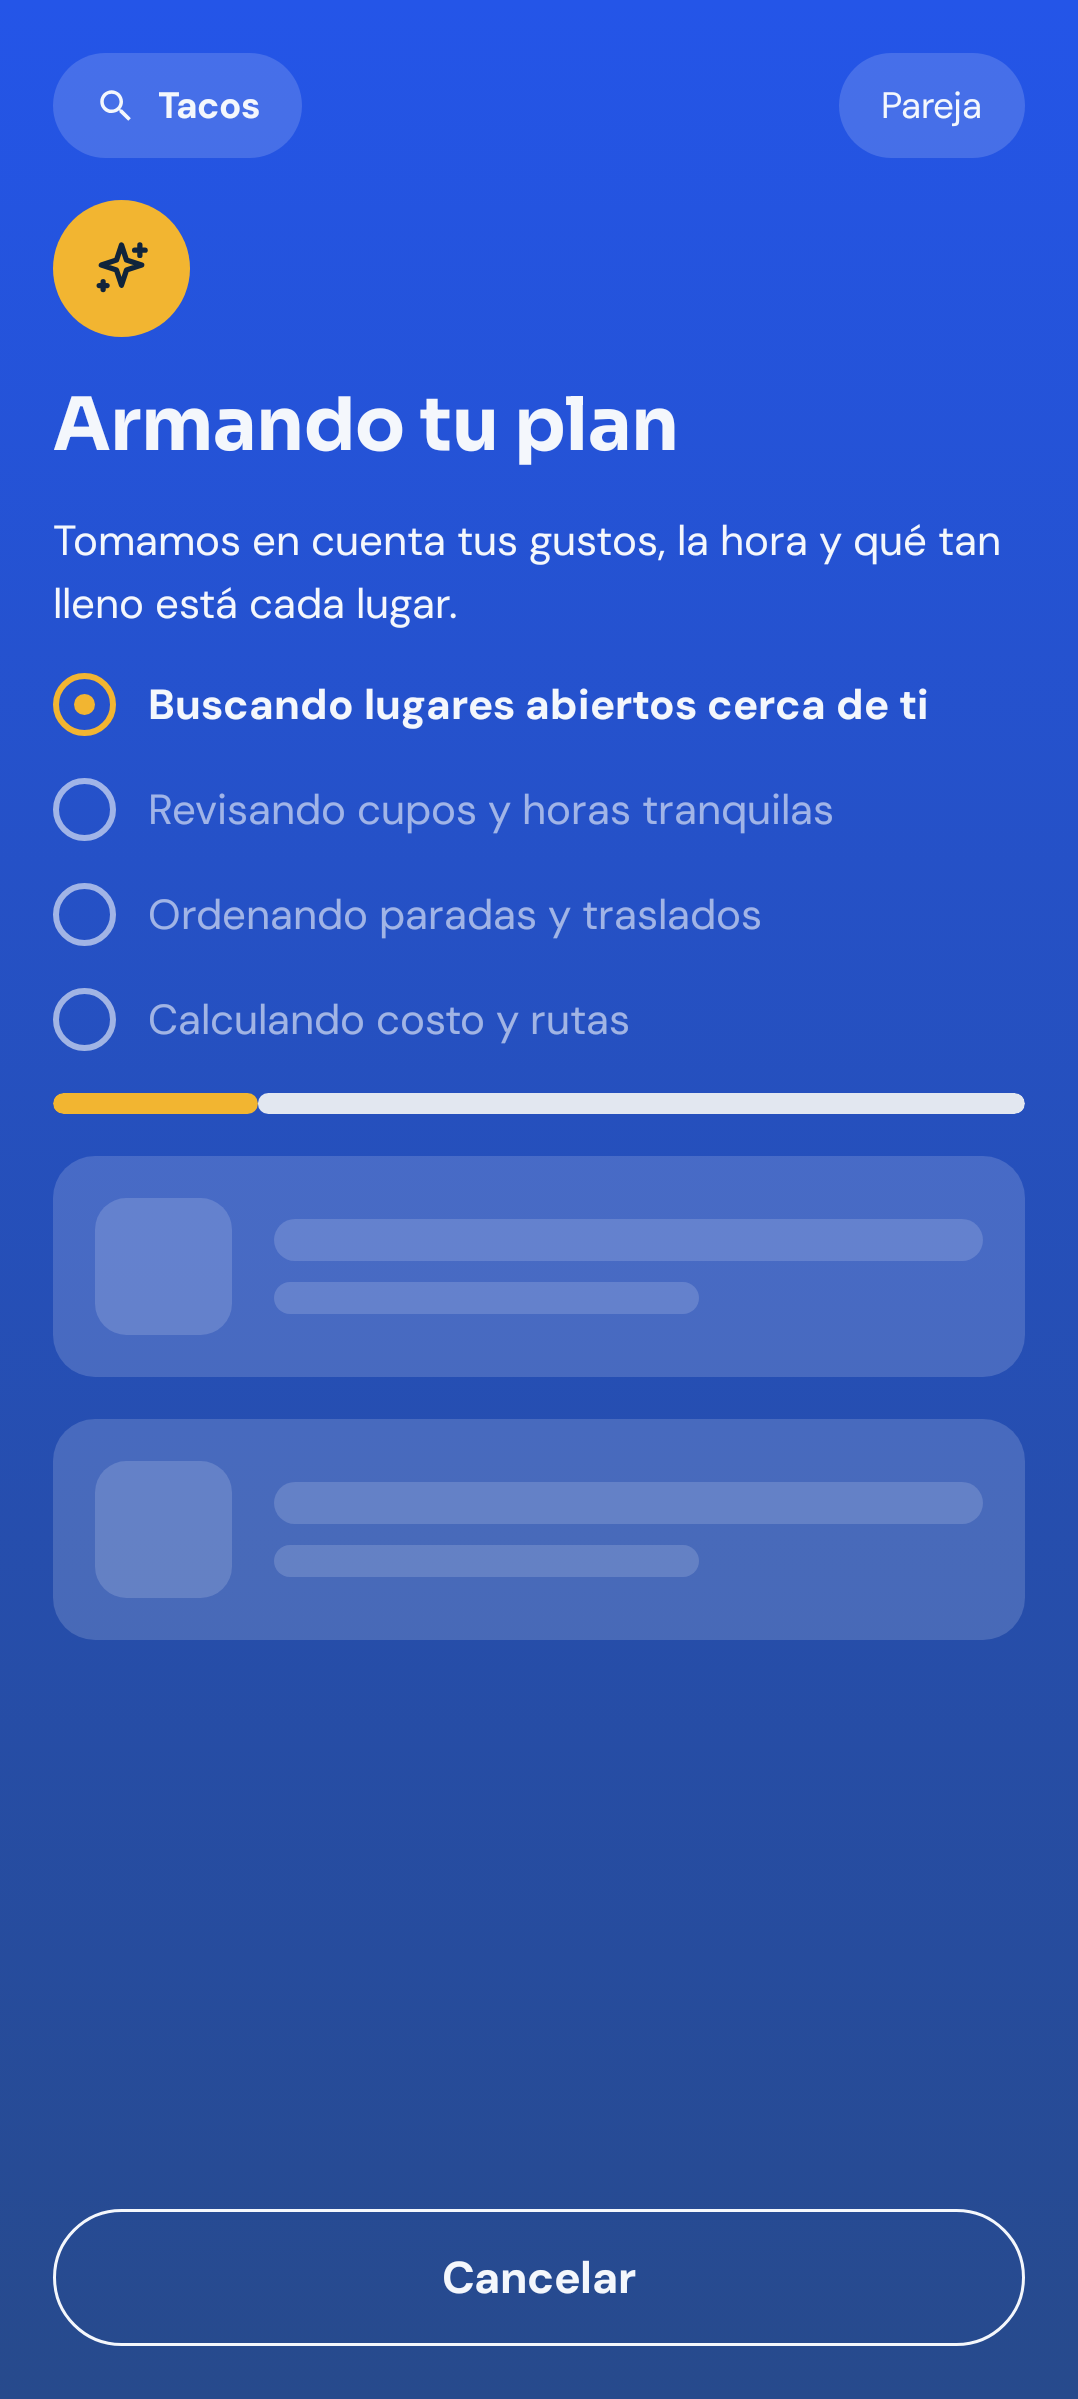 Tacos
Pareja
Armando tu plan
Tomamos en cuenta tus gustos, la hora y qué tan
lleno está cada lugar.
Buscando lugares abiertos cerca de ti
Revisando cupos y horas tranquilas
Ordenando paradas y traslados
Calculando costo y rutas
Cancelar